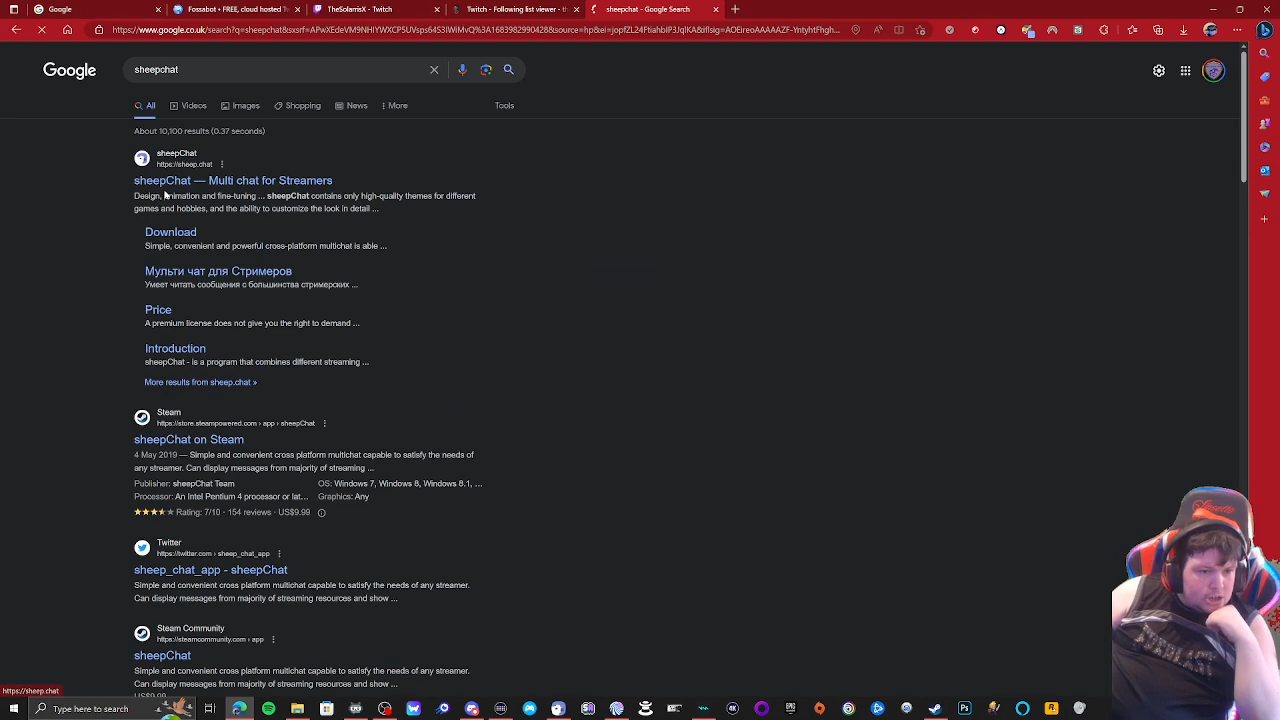 Google
Fossabot • FREE, cloud hosted Tw
TheSolarrisX - Twitch
Twitch - Following list viewer - th
sheepchat - Google Search
sheepchat
Google
All
Videos
Images
Shopping
News
More
Tools
About 10,100 results (0.37 seconds)
sheepChat
https://sheep.chat
sheepChat — Multi chat for Streamers
Design, animation and fine-tuning ... sheepChat contains only high-quality themes for different
games and hobbies, and the ability to customize the look in detail ...
Download
Simple, convenient and powerful cross-platform multichat is able ...
Мульти чат для Стримеров
Умеет читать сообщения с большинства стримерских ...
Price
A premium license does not give you the right to demand ...
Introduction
sheepChat - is a program that combines different streaming ...
More results from sheep.chat »
Steam
https://store.steampowered.com › app › sheepChat
sheepChat on Steam
4 May 2019 — Simple and convenient cross platform multichat capable to satisfy the needs of
any streamer. Can display messages from majority of streaming ...
Publisher: sheepChat Team OS: Windows 7, Windows 8, Windows 8.1, ...
Processor: An Intel Pentium 4 processor or lat... Graphics: Any
Rating: 7/10 · 154 reviews · US$9.99
Twitter
https://twitter.com › sheep_chat_app
sheep_chat_app - sheepChat
Simple and convenient cross platform multichat capable to satisfy the needs of any streamer.
Can display messages from majority of streaming resources and show ...
Steam Community
https://steamcommunity.com › app
sheepChat
Simple and convenient cross platform multichat capable to satisfy the needs of any streamer.
Can display messages from majority of streaming resources and show ...
US$9.99
https://sheep.chat
Type here to search